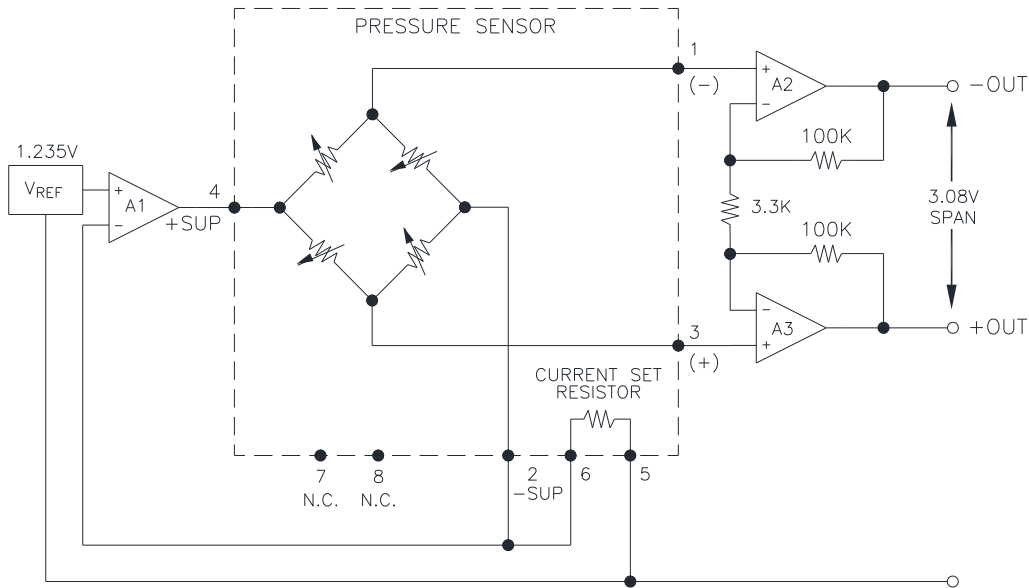 PRESSURE SENSOR
1
(-)
+
A2
-
-OUT
100K
1.235V
VREF
+
A1
-
4
+SUP
3.3K
3.08V
SPAN
100K
-
A3
+
+OUT
3
(+)
CURRENT SET
RESISTOR
7
N.C.
8
N.C.
2
-SUP
6
5